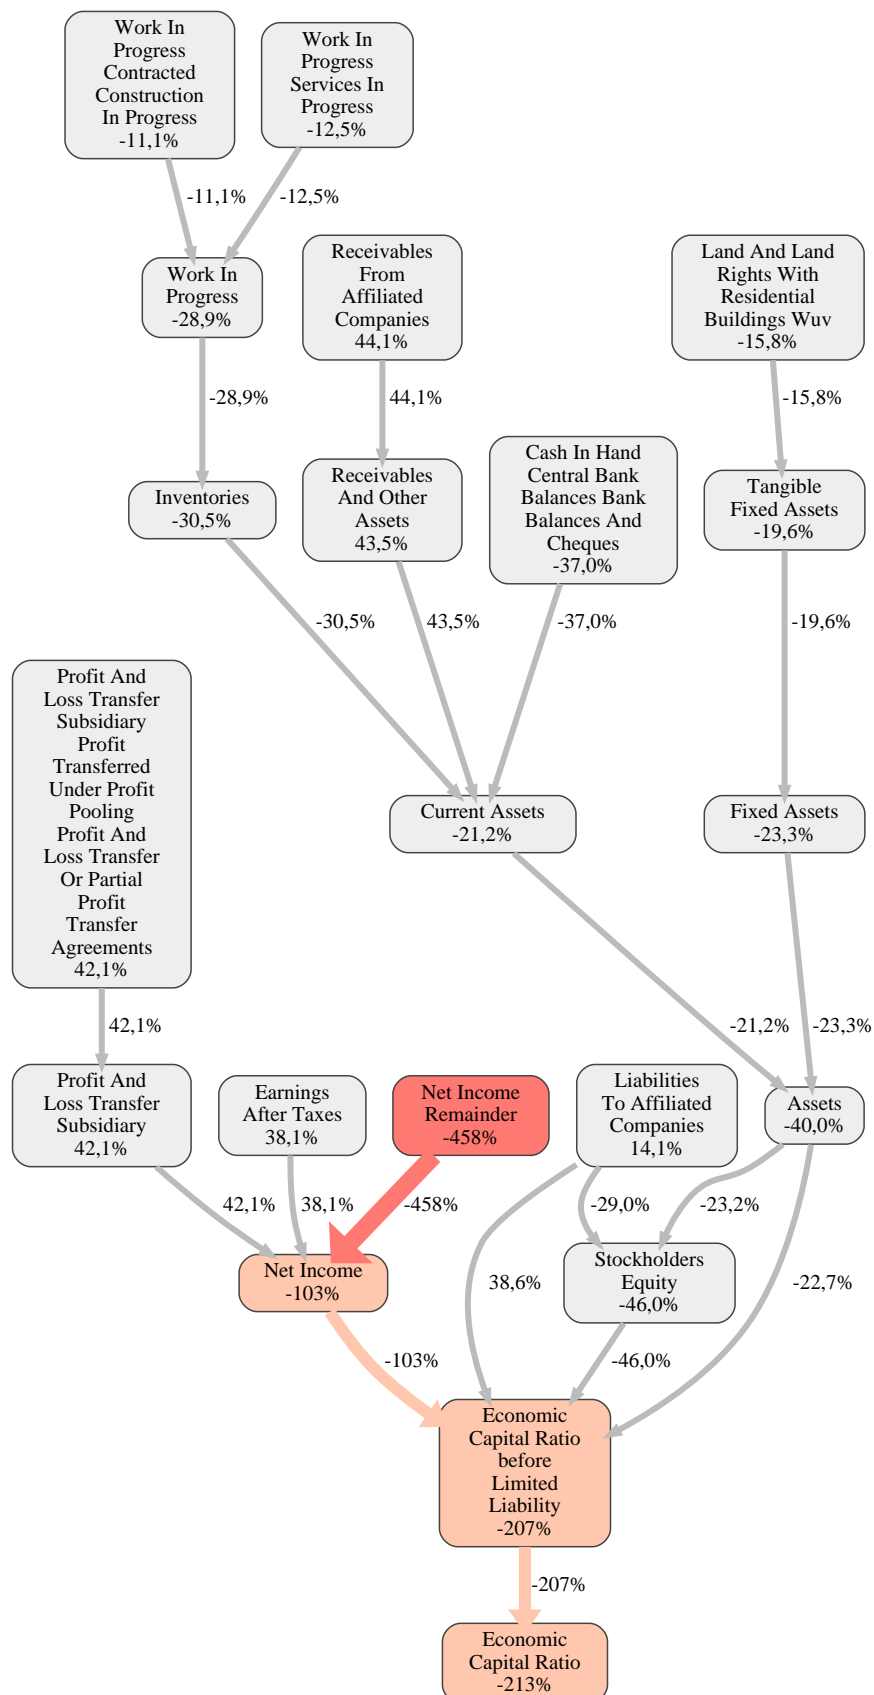 Work In
Progress
Contracted
Construction
In Progress
-11,1%
Work In
Progress
Services In
Progress
-12,5%
-11,1%
-12,5%
Work In
Progress
-28,9%
Receivables
From
Affiliated
Companies
44,1%
Land And Land
Rights With
Residential
Buildings Wuv
-15,8%
-28,9%
44,1%
-15,8%
Inventories
-30,5%
Receivables
And Other
Assets
43,5%
Cash In Hand
Central Bank
Balances Bank
Balances And
Cheques
-37,0%
Tangible
Fixed Assets
-19,6%
-30,5%
43,5%
-37,0%
-19,6%
Profit And
Loss Transfer
Subsidiary
Profit
Transferred
Under Profit
Pooling
Profit And
Loss Transfer
Or Partial
Profit
Transfer
Agreements
42,1%
Current Assets
-21,2%
Fixed Assets
-23,3%
42,1%
-21,2%
-23,3%
Profit And
Loss Transfer
Subsidiary
42,1%
Earnings
After Taxes
38,1%
Net Income
Remainder
-458%
Liabilities
To Affiliated
Companies
14,1%
Assets
-40,0%
42,1%
38,1%
-458%
-29,0%
-23,2%
Net Income
-103%
38,6%
Stockholders
Equity
-46,0%
-22,7%
-103%
-46,0%
Economic
Capital Ratio
before
Limited
Liability
-207%
-207%
Economic
Capital Ratio
-213%